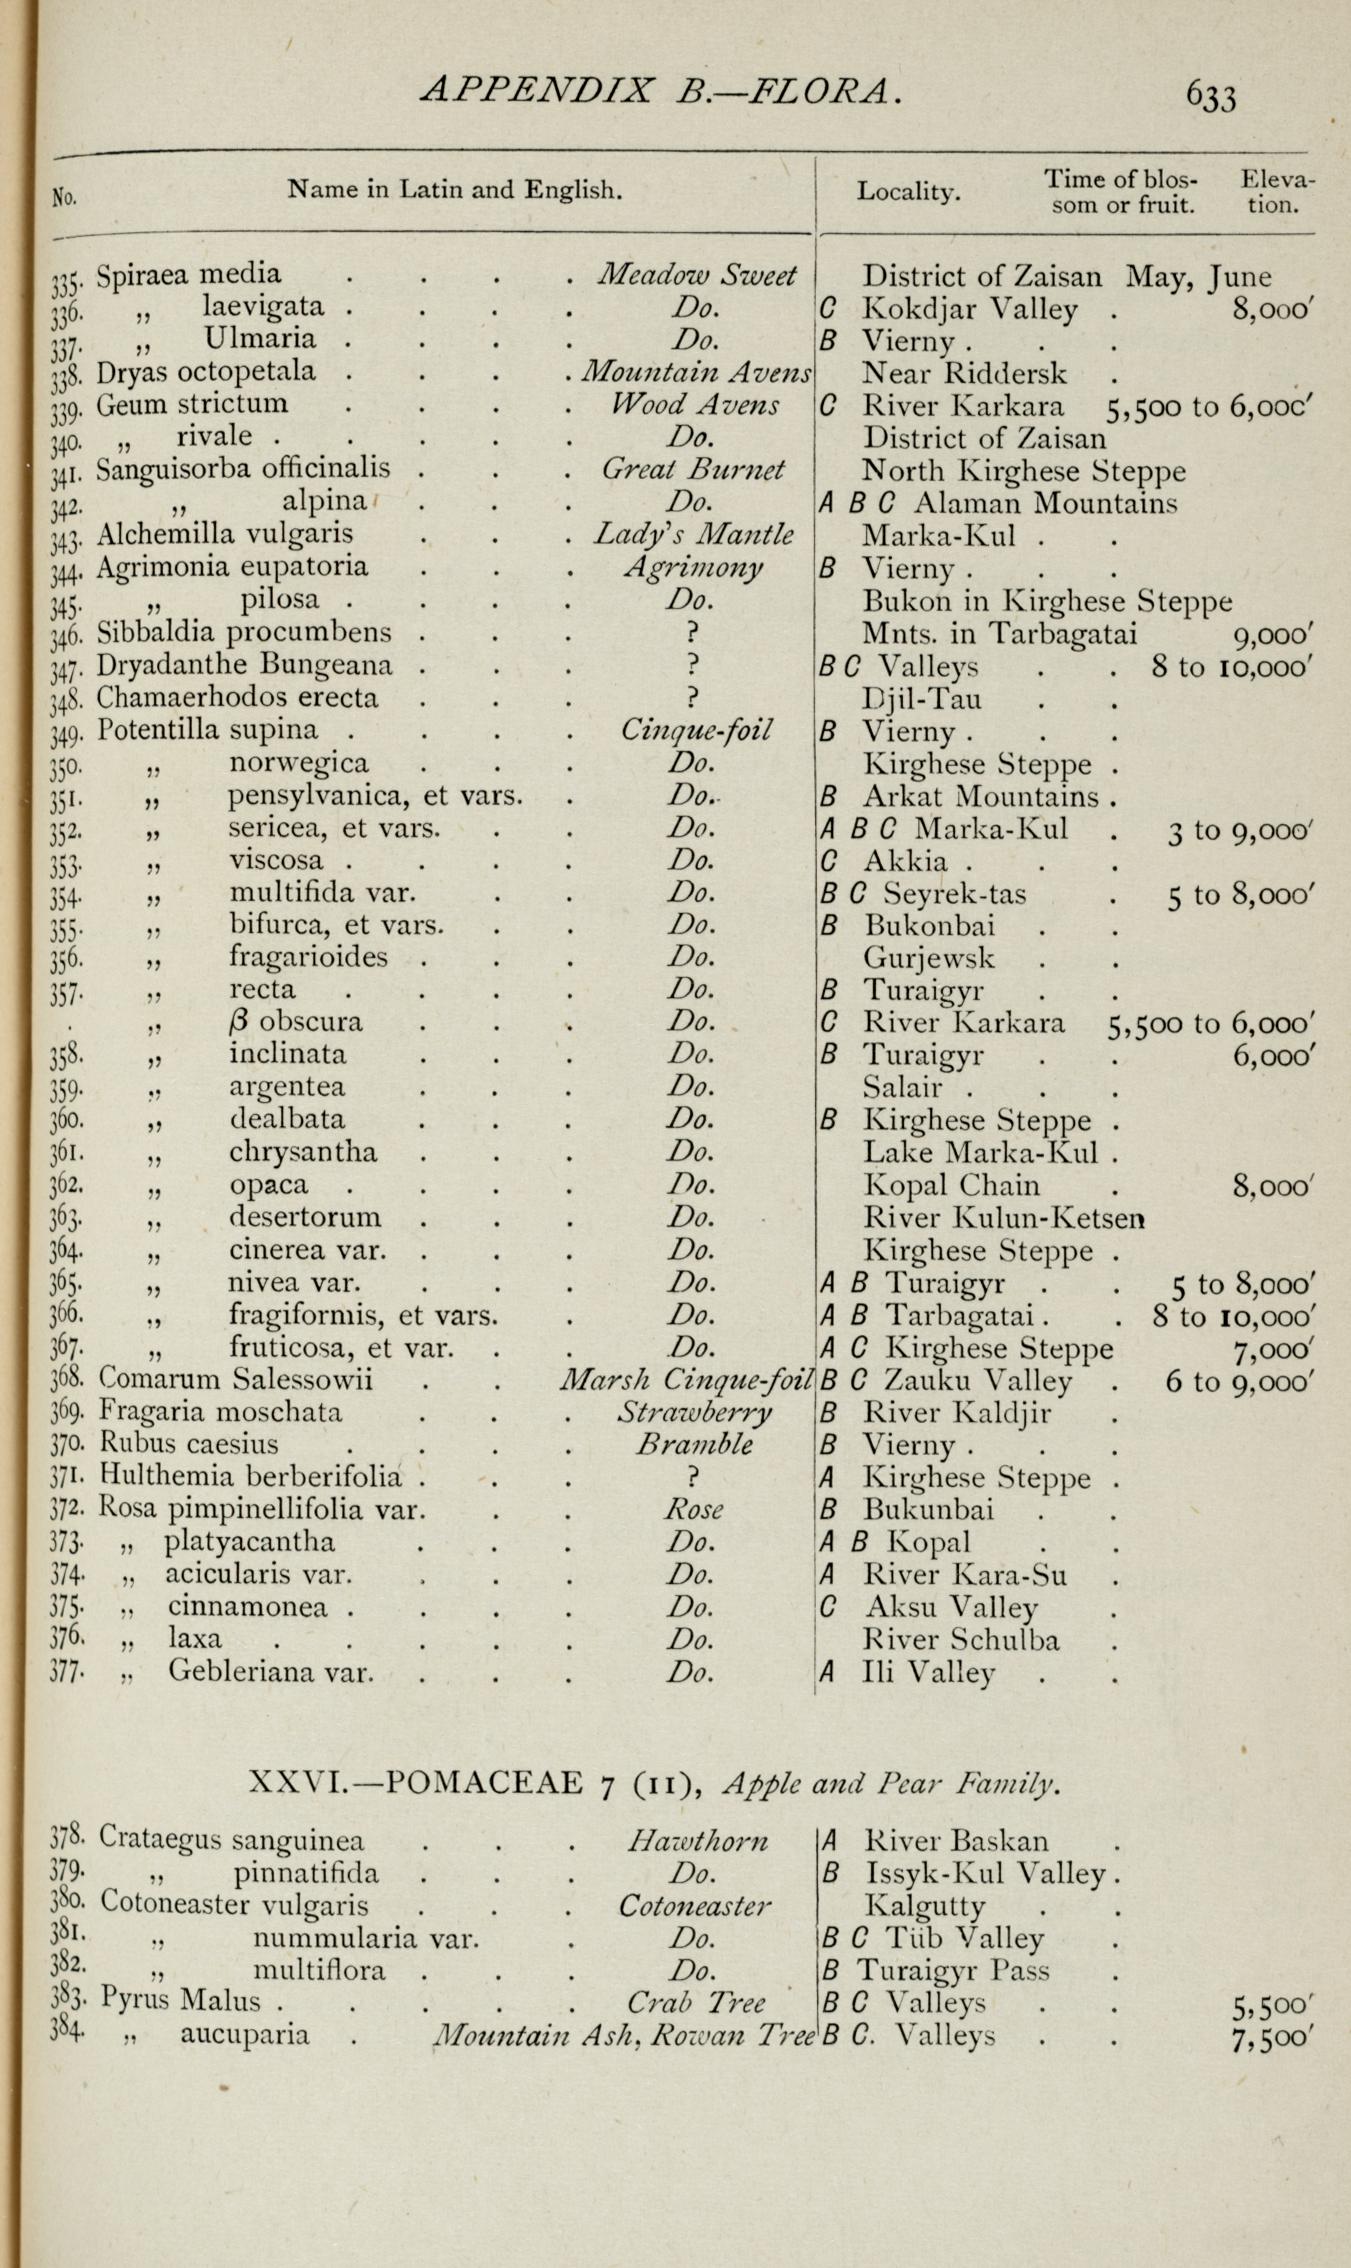 APPENDIX B.—FLORA. 633
No. Name in Latin and English. Locality. Time of blossom or fruit. Elevation.
335. Spiraea media . . . . Meadow Sweet District of Zaisan May, June
336. ,, laevigata . . . . Do. C Kokdjar Valley . 8,000′
337. ,, Ulmaria . . . . Do. B Vierny . . .
338. Dryas octopetala . . . . Mountain Avens Near Riddersk .
339. Geum strictum . . . . Wood Avens C River Karkara 5,500 to 6,000′
340. ,, rivale . . . . . Do. District of Zaisan
341. Sanguisorba officinalis . . . Great Burnet North Kirghese Steppe
342. ,, alpina . . . Do. A B C Alaman Mountains
343. Alchemilla vulgaris . . . Lady's Mantle Marka-Kul . .
344. Agrimonia eupatoria . . . Agrimony B Vierny . . .
345. ,, pilosa . . . . Do. Bukon in Kirghese Steppe
346. Sibbaldia procumbens . . . ? Mnts. in Tarbagatai 9,000′
347. Dryadanthe Bungeana . . . ? B C Valleys . . 8 to 10,000′
348. Chamaerhodos erecta . . . ? Djil-Tau . .
349. Potentilla supina . . . . Cinque-foil B Vierny . . .
350. ,, norwegica . . . Do. Kirghese Steppe .
351. ,, pensylvanica, et vars. . Do. B Arkat Mountains .
352. ,, sericea, et vars. . . Do. A B C Marka-Kul . 3 to 9,000′
353. ,, viscosa . . . . Do. C Akkia . . .
354. ,, multifida var. . . Do. B C Seyrek-tas . 5 to 8,000′
355. ,, bifurca, et vars. . . Do. B Bukonbai . .
356. ,, fragarioides . . . Do. Gurjewsk . .
357. ,, recta . . . . Do. B Turaigyr . .
. ,, β obscura . . . Do. C River Karkara 5,500 to 6,000′
358. ,, inclinata . . . Do. B Turaigyr . . 6,000′
359. ,, argentea . . . Do. Salair . . .
360. ,, dealbata . . . Do. B Kirghese Steppe .
361. ,, chrysantha . . . Do. Lake Marka-Kul .
362. ,, opaca . . . . Do. Kopal Chain . 8,000′
363. ,, desertorum . . . Do. River Kulun-Ketsen
364. ,, cinerea var. . . . Do. Kirghese Steppe .
365. ,, nivea var. . . . Do. A B Turaigyr . . 5 to 8,000′
366. ,, fragiformis, et vars. . Do. A B Tarbagatai . . 8 to 10,000′
367. ,, fruticosa, et var. . . Do. A C Kirghese Steppe 7,000′
368. Comarum Salessowii . . Marsh Cinque-foil B C Zauku Valley . 6 to 9,000′
369. Fragaria moschata . . . Strawberry B River Kaldjir .
370. Rubus caesius . . . . Bramble B Vierny . . .
371. Hulthemia berberifolia . . . ? A Kirghese Steppe .
372. Rosa pimpinellifolia var. . . Rose B Bukunbai . .
373. ,, platyacantha . . . Do. A B Kopal . .
374. ,, acicularis var. . . . Do. A River Kara-Su .
375. ,, cinnamonea . . . . Do. C Aksu Valley .
376. ,, laxa . . . . . Do. River Schulba .
377. ,, Gebleriana var. . . . Do. A Ili Valley . .
XXVI.—POMACEAE 7 (11), Apple and Pear Family.
378. Crataegus sanguinea . . . Hawthorn A River Baskan .
379. ,, pinnatifida . . . Do. B Issyk-Kul Valley .
380. Cotoneaster vulgaris . . . Cotoneaster Kalgutty . .
381. ,, nummularia var. . Do. B C Tüb Valley .
382. ,, multiflora . . . Do. B Turaigyr Pass .
383. Pyrus Malus . . . . . Crab Tree B C Valleys . . 5,500′
384. ,, aucuparia . Mountain Ash, Rowan Tree B C. Valleys . . 7,500′